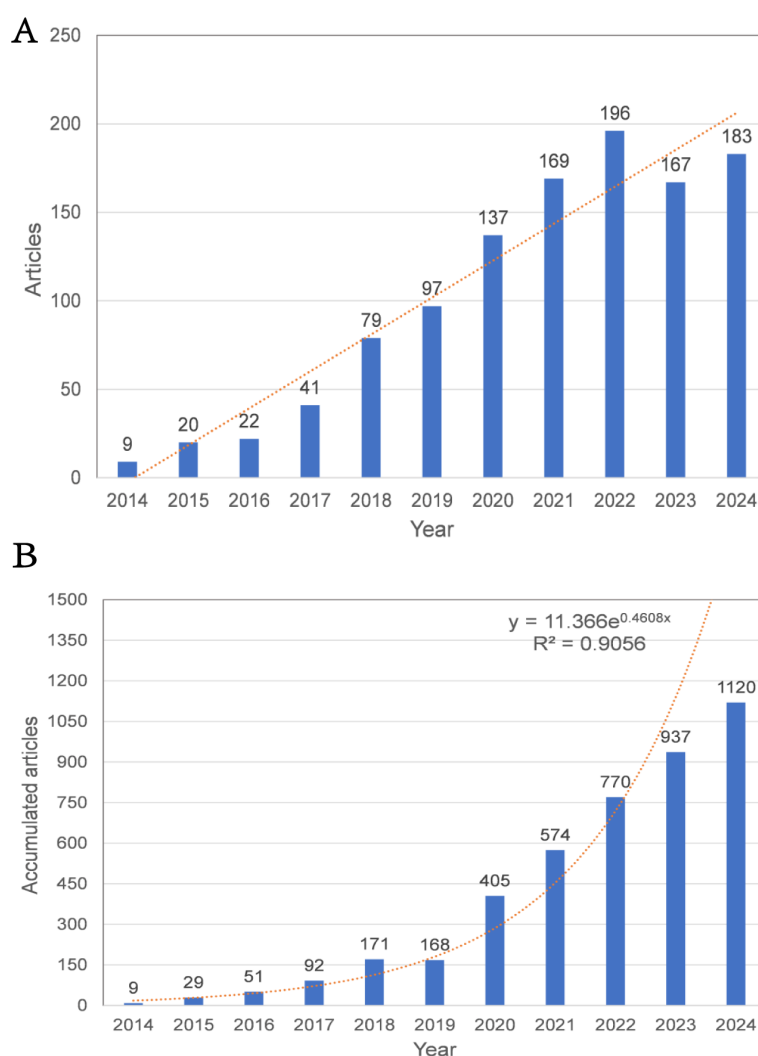 A
250
200
150
100
50
0
Articles
9 20 22 41 79 97 137 169 196 167 183
2014 2015 2016 2017 2018 2019 2020 2021 2022 2023 2024
Year
B
1500
1350
1200
1050
900
750
600
450
300
150
0
Accumulated articles
y = 11.366e^0.4608x
R² = 0.9056
9 29 51 92 171 168 405 574 770 937 1120
2014 2015 2016 2017 2018 2019 2020 2021 2022 2023 2024
Year